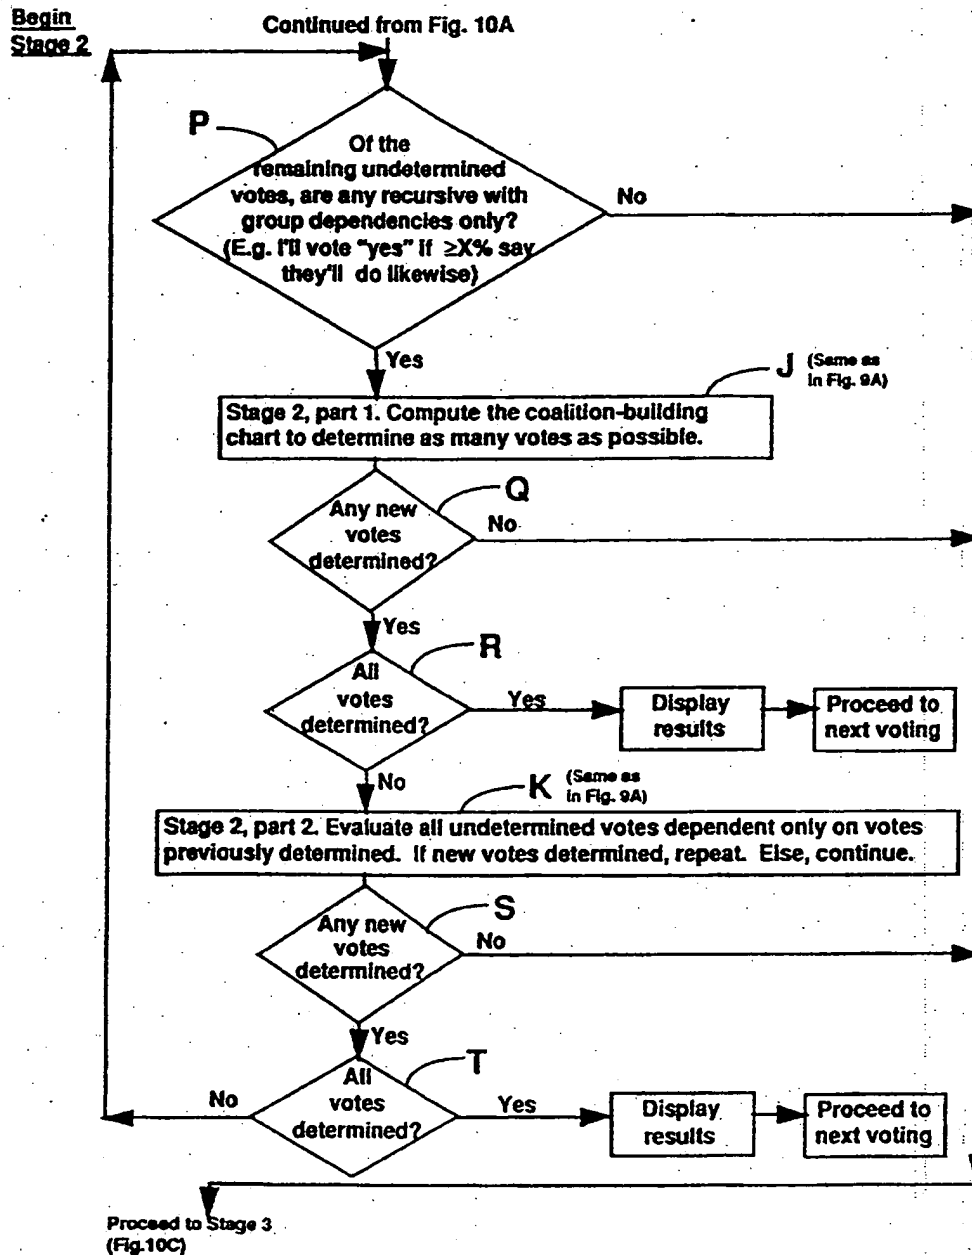 Begin
Stage 2
Continued from Fig. 10A
P
Of the
remaining undetermined
votes, are any recursive with
group dependencies only?
(E.g. I'll vote "yes" if ≥X% say
they'll do likewise)
No
Yes
J (Same as
in Fig. 9A)
Stage 2, part 1. Compute the coalition-building
chart to determine as many votes as possible.
Q
Any new
votes
determined?
No
Yes
R
All
votes
determined?
Yes
Display
results
Proceed to
next voting
No
K (Same as
in Fig. 9A)
Stage 2, part 2. Evaluate all undetermined votes dependent only on votes
previously determined. If new votes determined, repeat. Else, continue.
S
Any new
votes
determined?
No
Yes
T
All
votes
determined?
No
Yes
Display
results
Proceed to
next voting
Proceed to Stage 3
(Fig.10C)